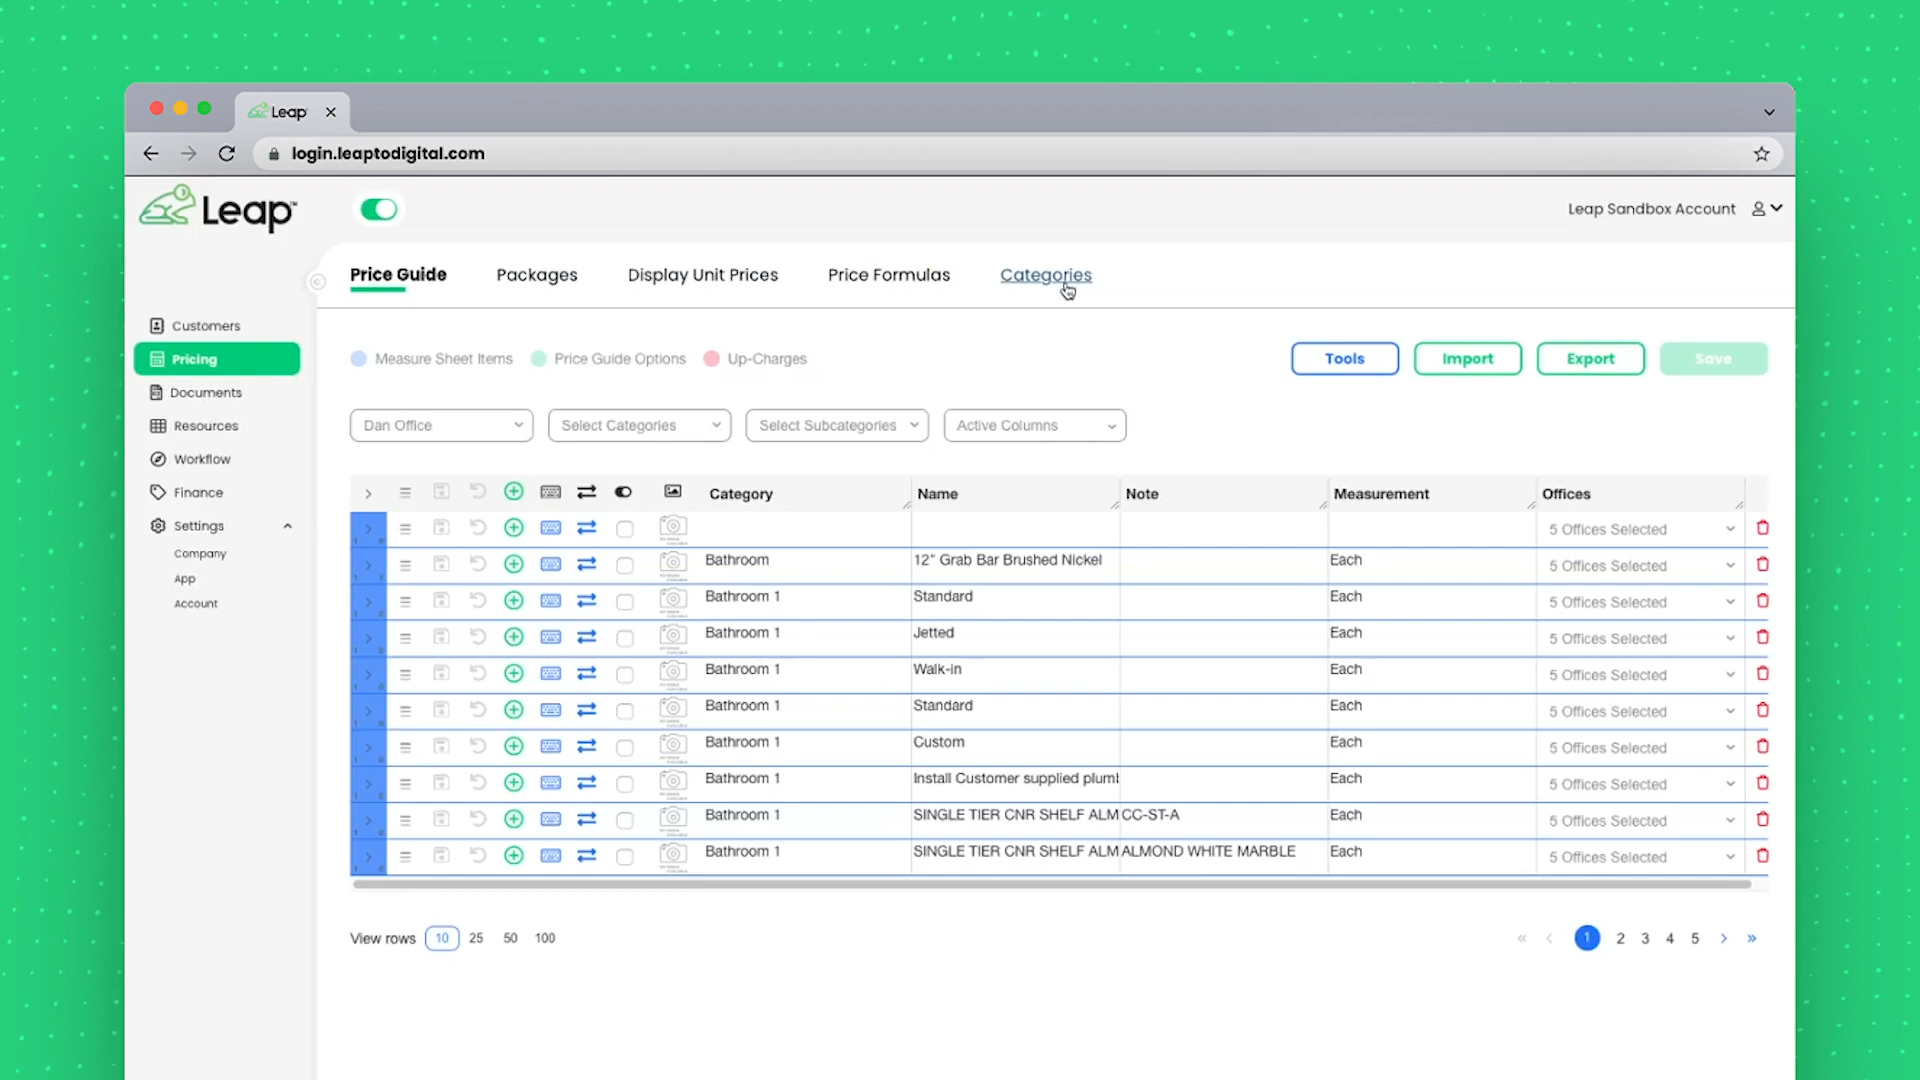 Leap
login.leaptodigital.com
Leap™
Leap Sandbox Account
Price Guide Packages Display Unit Prices Price Formulas Categories
Customers
Pricing
Documents
Resources
Workflow
Finance
Settings
Company
App
Account
Measure Sheet Items Price Guide Options Up-Charges
Tools Import Export Save
Dan Office Select Categories Select Subcategories Active Columns
Category Name Note Measurement Offices
5 Offices Selected
Bathroom 12" Grab Bar Brushed Nickel Each 5 Offices Selected
Bathroom 1 Standard Each 5 Offices Selected
Bathroom 1 Jetted Each 5 Offices Selected
Bathroom 1 Walk-in Each 5 Offices Selected
Bathroom 1 Standard Each 5 Offices Selected
Bathroom 1 Custom Each 5 Offices Selected
Bathroom 1 Install Customer supplied Each 5 Offices Selected
Bathroom 1 SINGLE TIER CNR SHELF ALM CC-ST-A Each 5 Offices Selected
Bathroom 1 SINGLE TIER CNR SHELF ALM ALMOND WHITE MARBLE Each 5 Offices Selected
View rows 10 25 50 100
« ‹ 1 2 3 4 5 › »